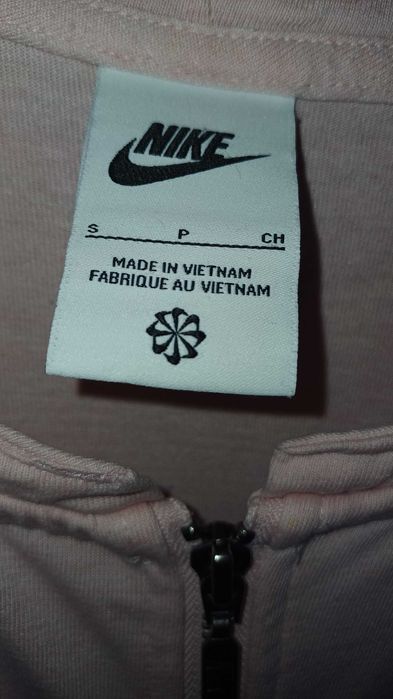 NIKE
S P CH
MADE IN VIETNAM
FABRIQUE AU VIETNAM